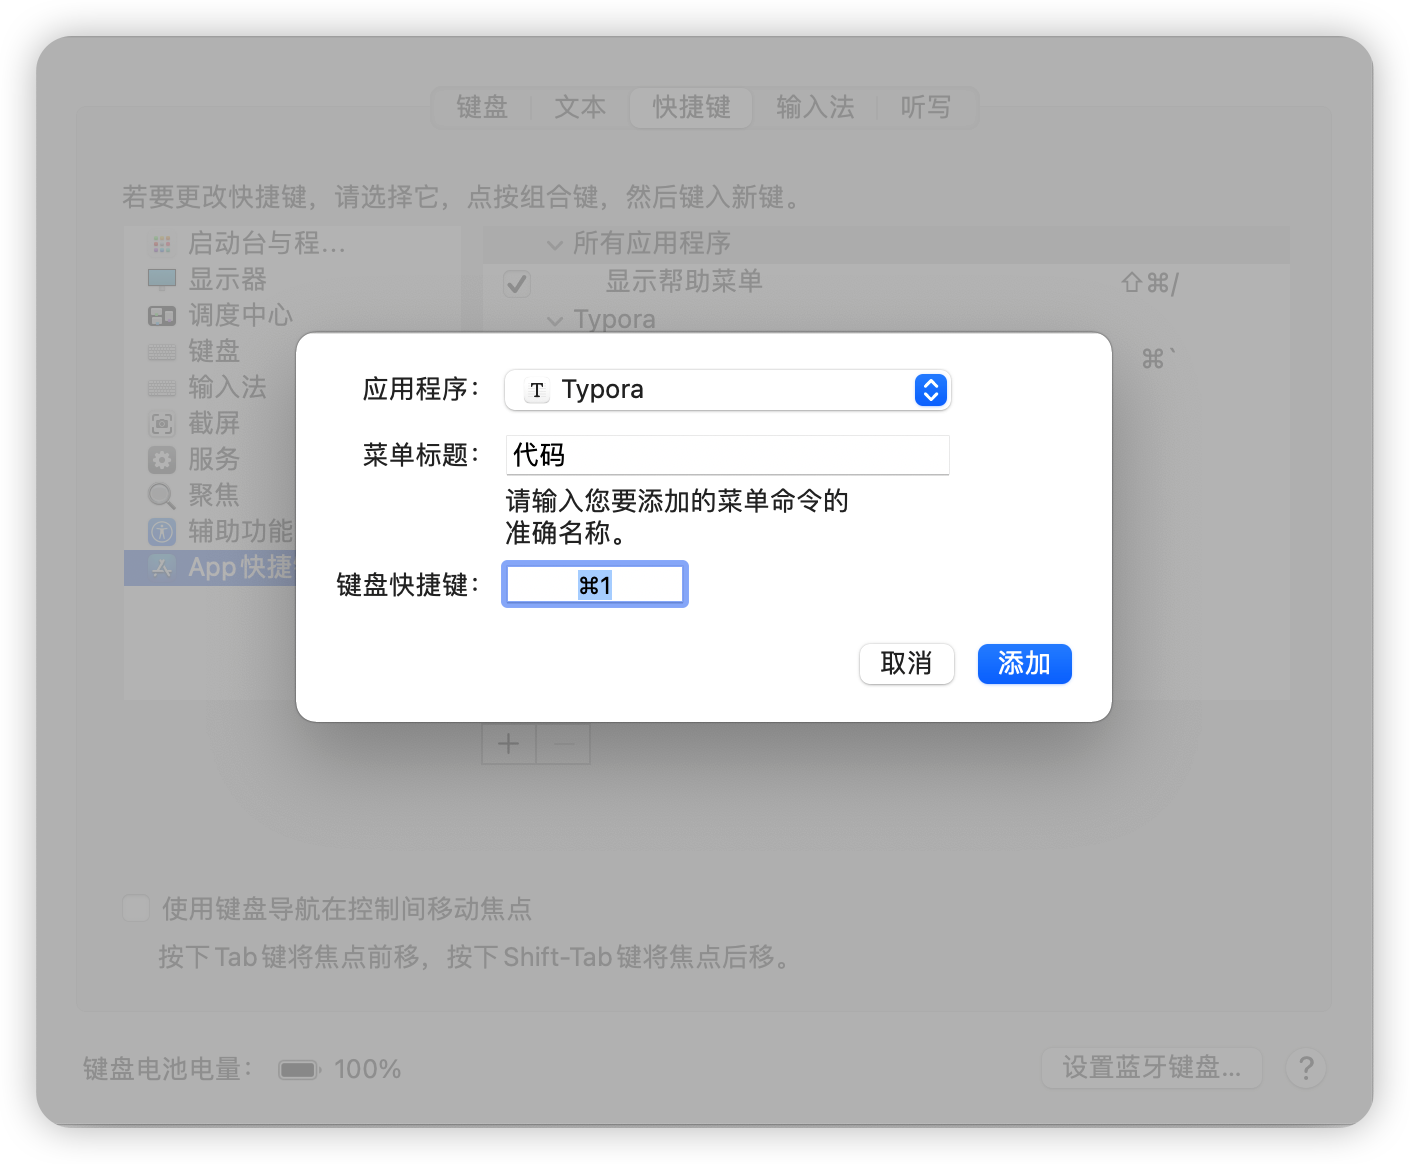 键盘 文本 快捷键 输入法 听写
若要更改快捷键，请选择它，点按组合键，然后键入新键。
启动台与程...
显示器
调度中心
键盘
输入法
截屏
服务
聚焦
辅助功能
App 快捷
所有应用程序
显示帮助菜单 ⇧⌘/
Typora
⌘`
应用程序： T Typora
菜单标题： 代码
请输入您要添加的菜单命令的
准确名称。
键盘快捷键： ⌘1
取消 添加
使用键盘导航在控制间移动焦点
按下 Tab 键将焦点前移，按下 Shift-Tab 键将焦点后移。
键盘电池电量： 100% 设置蓝牙键盘... ?